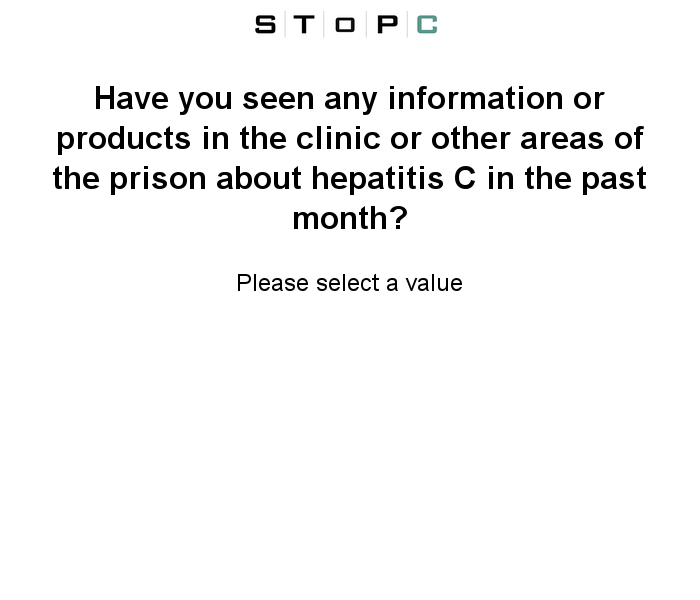 STOPC
Have you seen any information or
products in the clinic or other areas of
the prison about hepatitis C in the past
month?
Please select a value